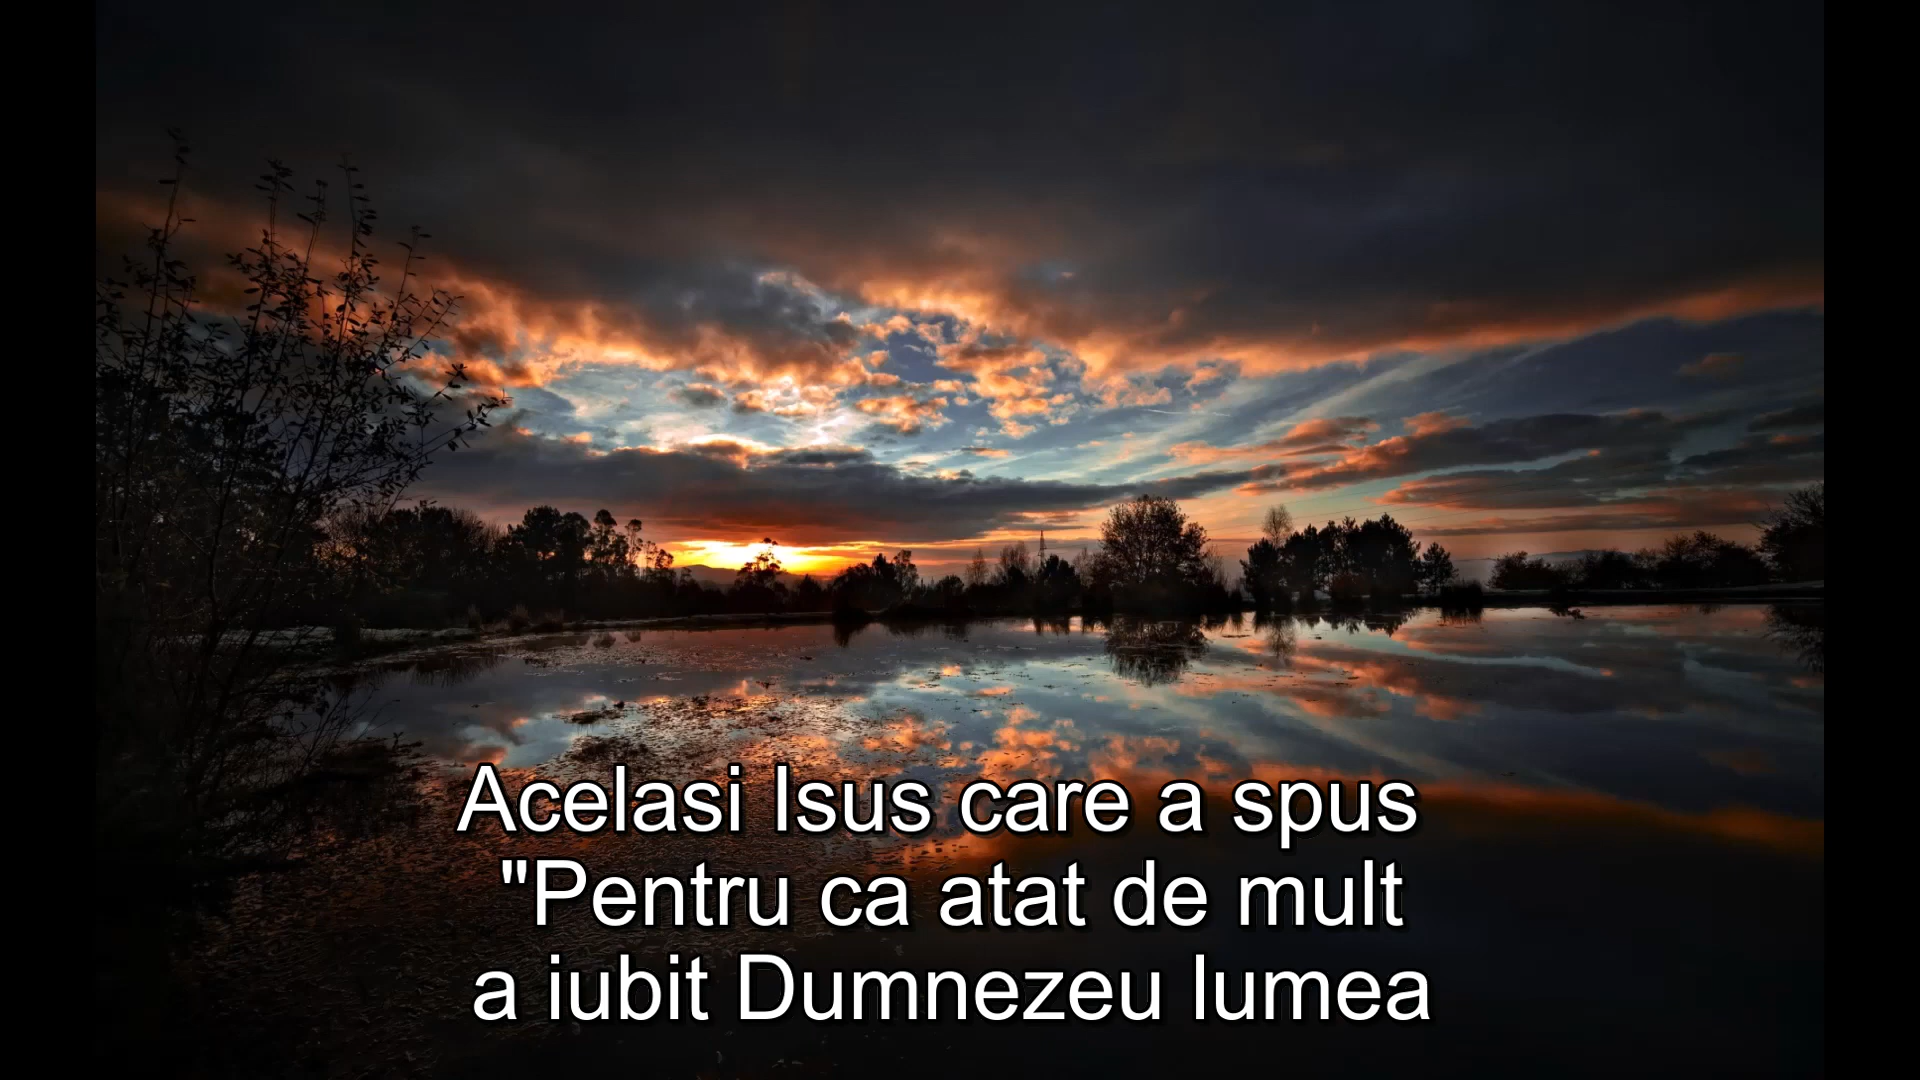 Acelasi Isus care a spus
"Pentru ca atat de mult
a iubit Dumnezeu lumea